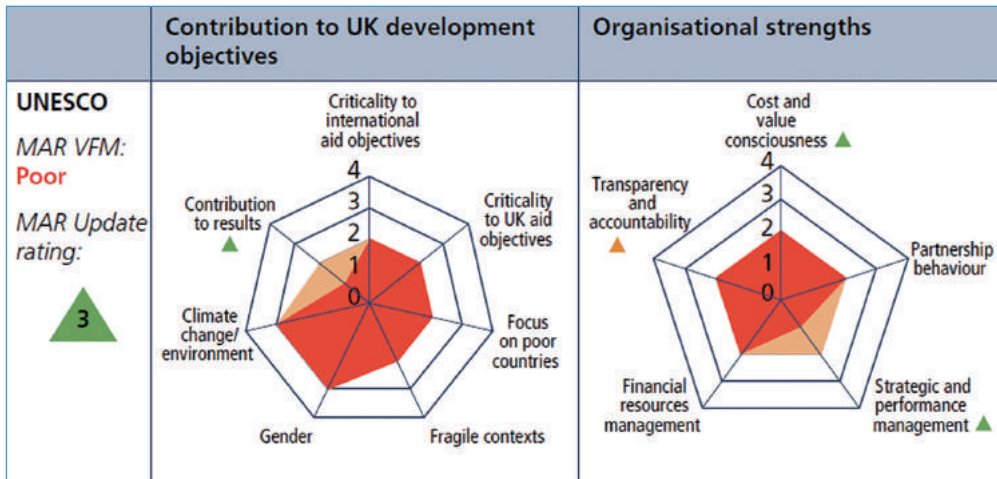 Contribution to UK development
objectives
Organisational strengths
UNESCO
MAR VFM:
Poor
MAR Update
rating:
3
Criticality to
international
aid objectives
4
3
2
1
0
Contribution
to results
Criticality
to UK aid
objectives
Climate
change/
environment
Focus
on poor
countries
Gender
Fragile contexts
Cost and
value
consciousness
4
3
2
1
0
Transparency
and
accountability
Partnership
behaviour
Financial
resources
management
Strategic and
performance
management